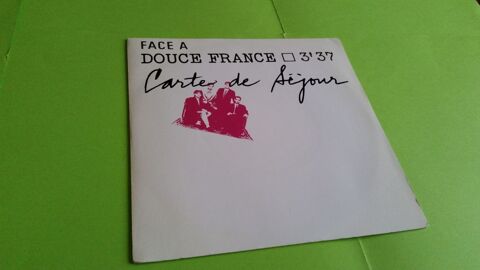 FACE A
DOUCE FRANCE □ 3'37
Carte de Séjour